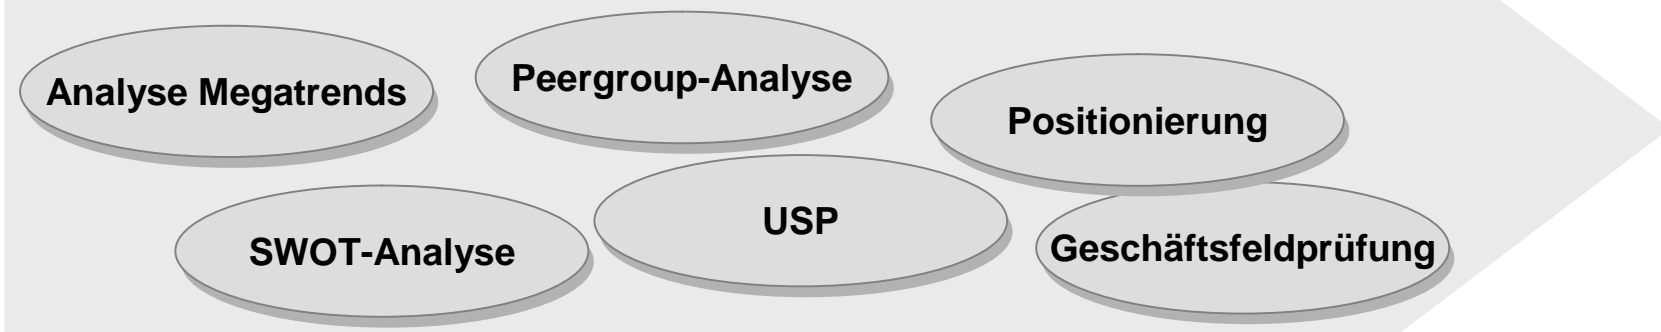 Analyse Megatrends
Peergroup-Analyse
Positionierung
SWOT-Analyse
USP
Geschäftsfeldprüfung